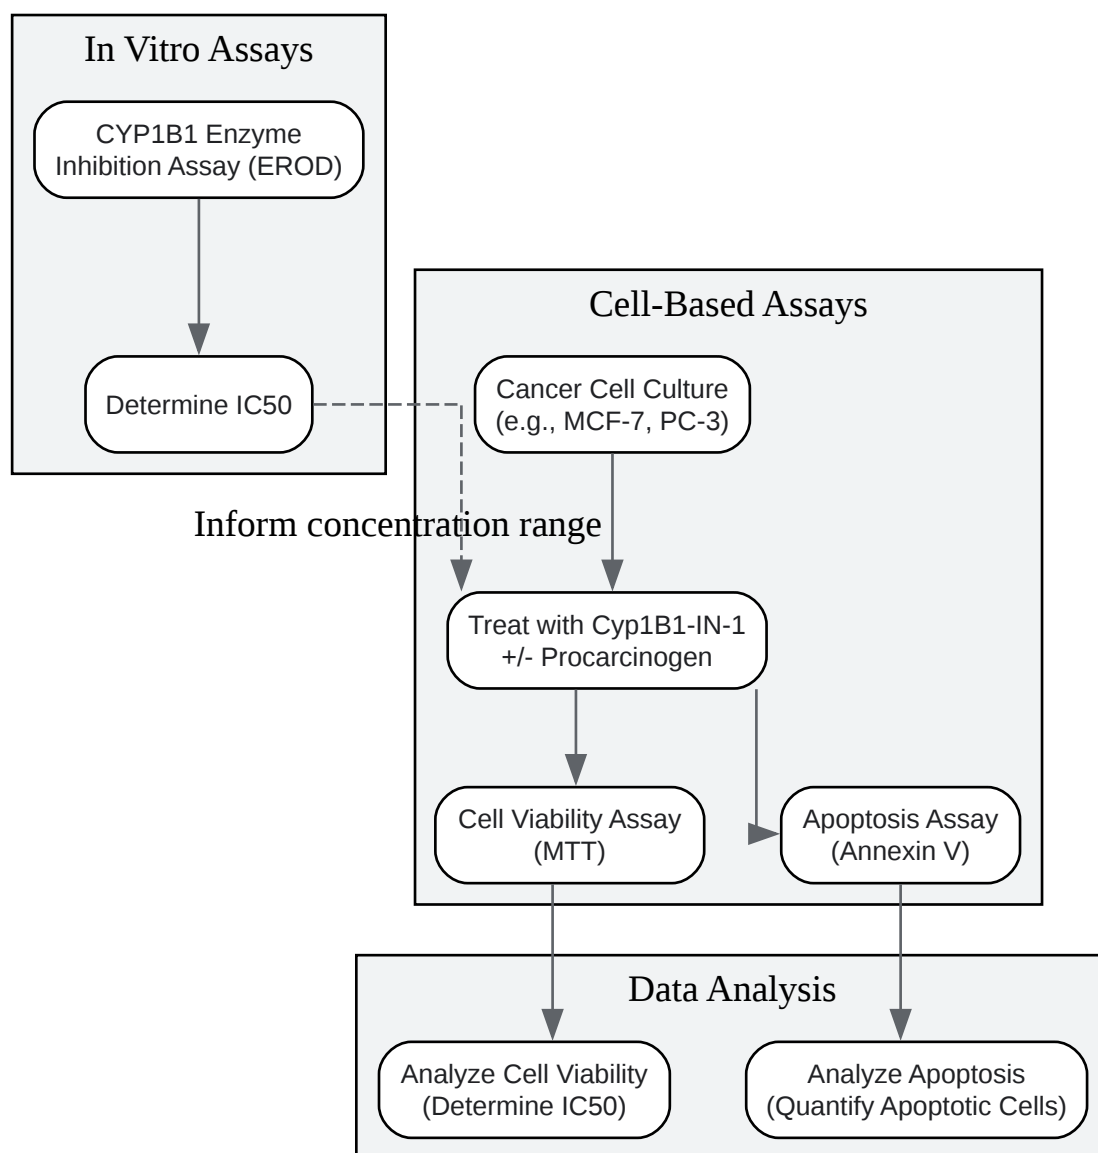 In Vitro Assays
CYP1B1 Enzyme
Inhibition Assay (EROD)
Determine IC50
Cell-Based Assays
Cancer Cell Culture
(e.g., MCF-7, PC-3)
Inform concentration range
Treat with Cyp1B1-IN-1
+/- Procarcinogen
Cell Viability Assay
(MTT)
Apoptosis Assay
(Annexin V)
Data Analysis
Analyze Cell Viability
(Determine IC50)
Analyze Apoptosis
(Quantify Apoptotic Cells)